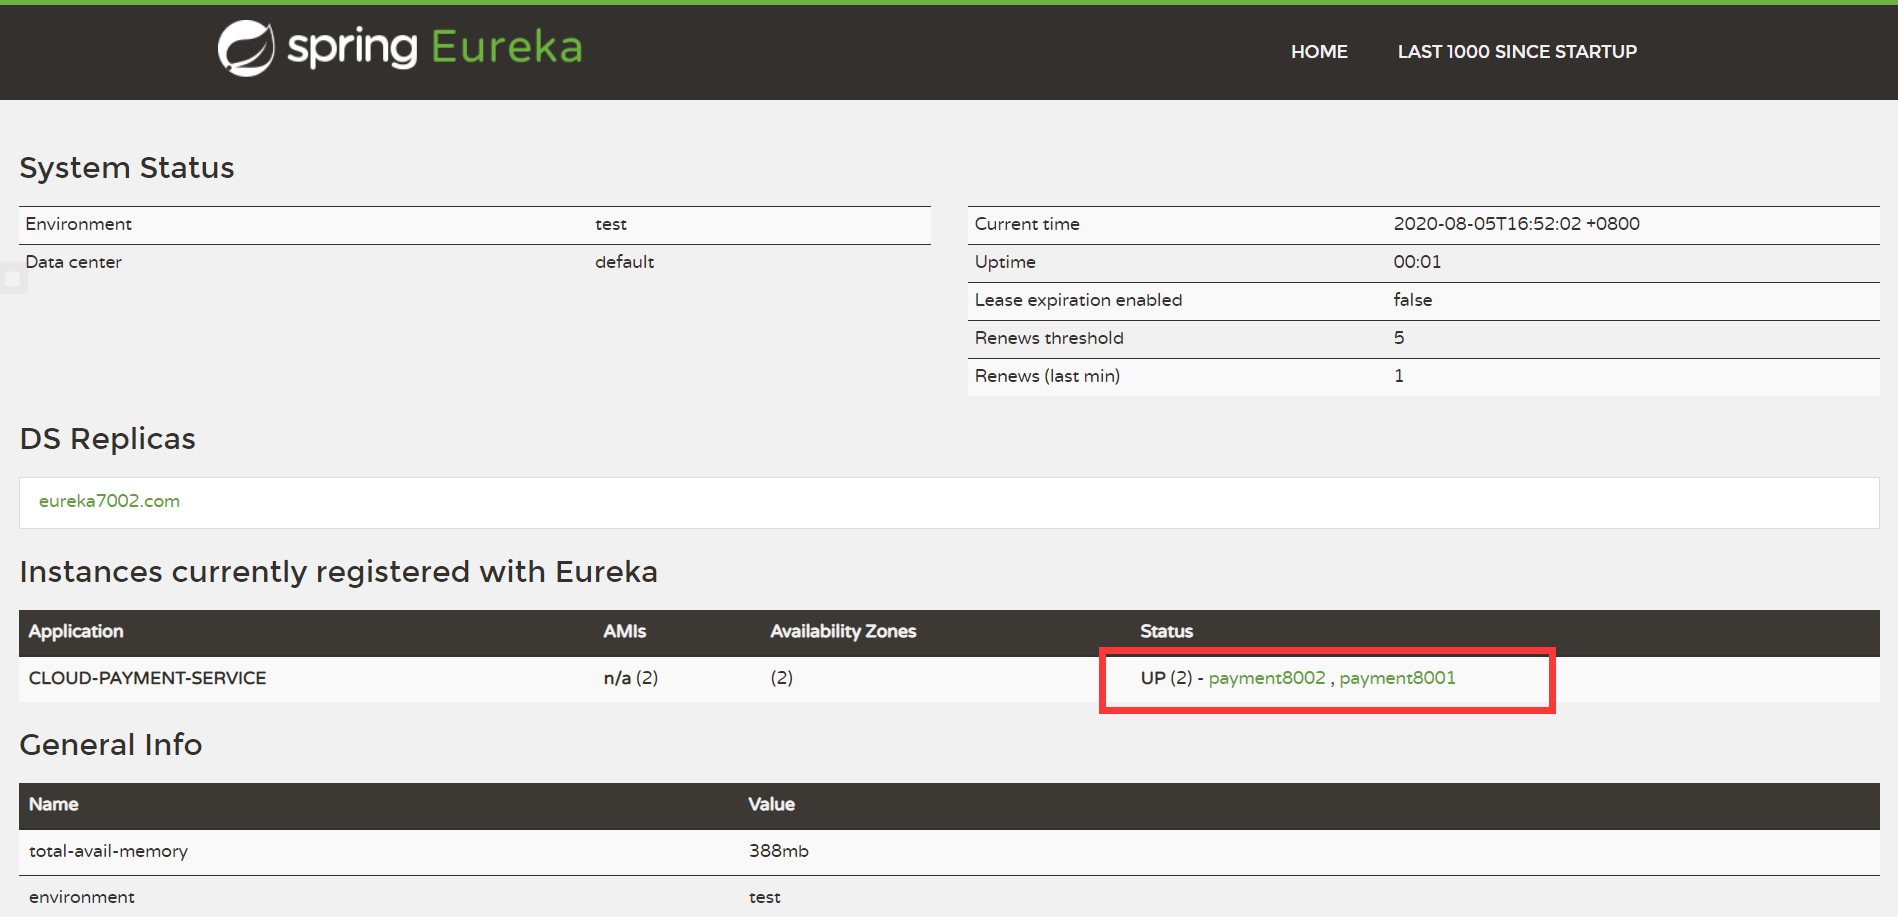 spring Eureka
HOME LAST 1000 SINCE STARTUP
System Status
Environment test
Data center default
Current time 2020-08-05T16:52:02 +0800
Uptime 00:01
Lease expiration enabled false
Renews threshold 5
Renews (last min) 1
DS Replicas
eureka7002.com
Instances currently registered with Eureka
Application AMIs Availability Zones Status
CLOUD-PAYMENT-SERVICE n/a (2) (2) UP (2) - payment8002 , payment8001
General Info
Name Value
total-avail-memory 388mb
environment test